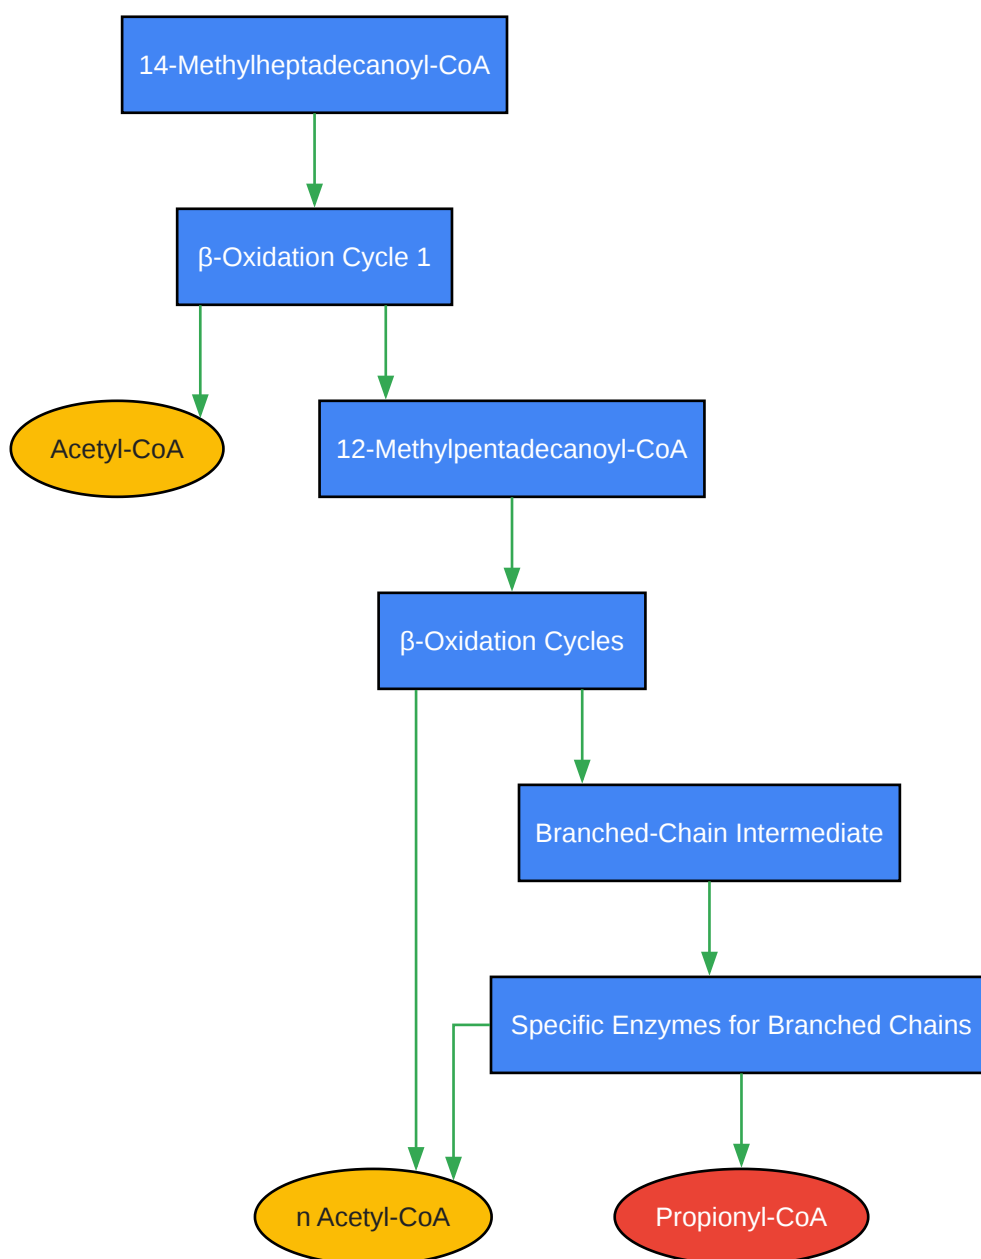 14-Methylheptadecanoyl-CoA
β-Oxidation Cycle 1
Acetyl-CoA
12-Methylpentadecanoyl-CoA
β-Oxidation Cycles
Branched-Chain Intermediate
Specific Enzymes for Branched Chains
n Acetyl-CoA
Propionyl-CoA